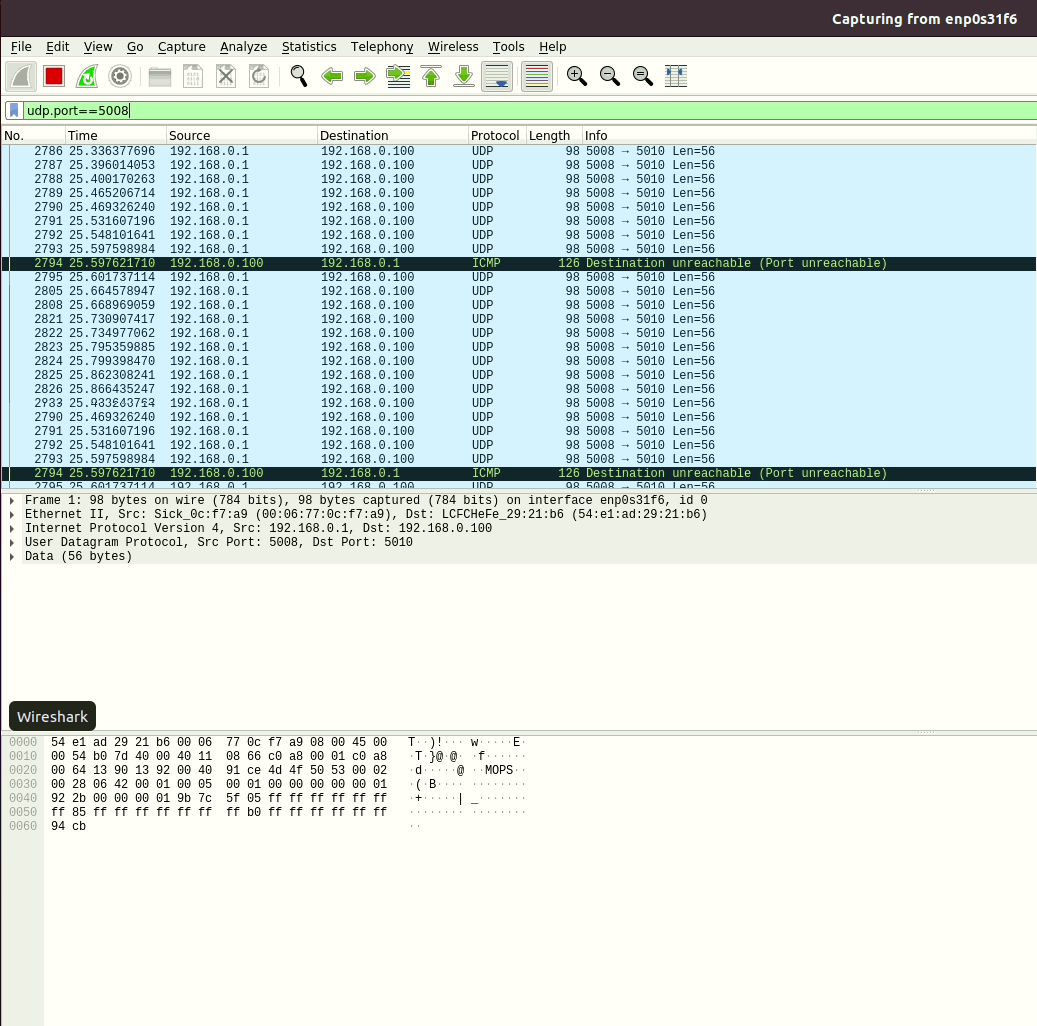 Capturing from enp0s31f6
File Edit View Go Capture Analyze Statistics Telephony Wireless Tools Help
udp.port==5008
No. Time Source Destination Protocol Length Info
2786 25.336377696 192.168.0.1 192.168.0.100 UDP 98 5008 → 5010 Len=56
2787 25.396014053 192.168.0.1 192.168.0.100 UDP 98 5008 → 5010 Len=56
2788 25.400170263 192.168.0.1 192.168.0.100 UDP 98 5008 → 5010 Len=56
2789 25.465206714 192.168.0.1 192.168.0.100 UDP 98 5008 → 5010 Len=56
2790 25.469326240 192.168.0.1 192.168.0.100 UDP 98 5008 → 5010 Len=56
2791 25.531607196 192.168.0.1 192.168.0.100 UDP 98 5008 → 5010 Len=56
2792 25.548101641 192.168.0.1 192.168.0.100 UDP 98 5008 → 5010 Len=56
2793 25.597598984 192.168.0.1 192.168.0.100 UDP 98 5008 → 5010 Len=56
2794 25.597621710 192.168.0.100 192.168.0.1 ICMP 126 Destination unreachable (Port unreachable)
2795 25.601737114 192.168.0.1 192.168.0.100 UDP 98 5008 → 5010 Len=56
2805 25.664578947 192.168.0.1 192.168.0.100 UDP 98 5008 → 5010 Len=56
2808 25.668969059 192.168.0.1 192.168.0.100 UDP 98 5008 → 5010 Len=56
2821 25.730907417 192.168.0.1 192.168.0.100 UDP 98 5008 → 5010 Len=56
2822 25.734977062 192.168.0.1 192.168.0.100 UDP 98 5008 → 5010 Len=56
2823 25.795359885 192.168.0.1 192.168.0.100 UDP 98 5008 → 5010 Len=56
2824 25.799398470 192.168.0.1 192.168.0.100 UDP 98 5008 → 5010 Len=56
2825 25.862308241 192.168.0.1 192.168.0.100 UDP 98 5008 → 5010 Len=56
2826 25.866435247 192.168.0.1 192.168.0.100 UDP 98 5008 → 5010 Len=56
192.168.0.1 192.168.0.100 UDP 98 5008 → 5010 Len=56
2790 25.469326240 192.168.0.1 192.168.0.100 UDP 98 5008 → 5010 Len=56
2791 25.531607196 192.168.0.1 192.168.0.100 UDP 98 5008 → 5010 Len=56
2792 25.548101641 192.168.0.1 192.168.0.100 UDP 98 5008 → 5010 Len=56
2793 25.597598984 192.168.0.1 192.168.0.100 UDP 98 5008 → 5010 Len=56
2794 25.597621710 192.168.0.100 192.168.0.1 ICMP 126 Destination unreachable (Port unreachable)
2795 25.601737114 192.168.0.1 192.168.0.100 UDP 98 5008 → 5010 Len=56
Frame 1: 98 bytes on wire (784 bits), 98 bytes captured (784 bits) on interface enp0s31f6, id 0
Ethernet II, Src: Sick_0c:f7:a9 (00:06:77:0c:f7:a9), Dst: LCFCHeFe_29:21:b6 (54:e1:ad:29:21:b6)
Internet Protocol Version 4, Src: 192.168.0.1, Dst: 192.168.0.100
User Datagram Protocol, Src Port: 5008, Dst Port: 5010
Data (56 bytes)
Wireshark
0000 54 e1 ad 29 21 b6 00 06 77 0c f7 a9 08 00 45 00 T··)!··· w·····E·
0010 00 54 b0 7d 40 00 40 11 08 66 c0 a8 00 01 c0 a8 ·T·}@·@· ·f······
0020 00 64 13 90 13 92 00 40 91 ce 4d 4f 50 53 00 02 ·d·····@ ··MOPS··
0030 00 28 06 42 00 01 00 05 00 01 00 00 00 00 00 01 ·(·B···· ········
0040 92 2b 00 00 00 01 9b 7c 5f 05 ff ff ff ff ff ff ·+·····| _·······
0050 ff 85 ff ff ff ff ff ff ff b0 ff ff ff ff ff ff ········ ········
0060 94 cb ··